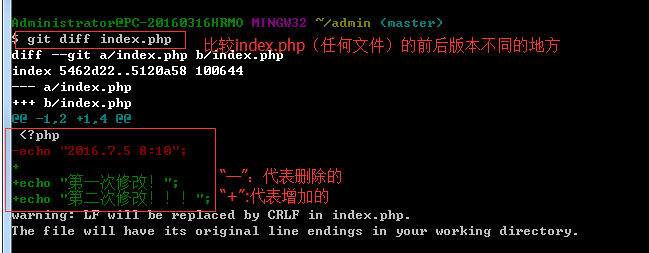 Administrator@PC-20160316HRMO MINGW32 ~/admin (master)
$ git diff index.php
比较index.php（任何文件）的前后版本不同的地方
diff --git a/index.php b/index.php
index 5462d22..5120a58 100644
--- a/index.php
+++ b/index.php
@@ -1,2 +1,4 @@
<?php
-echo "2016.7.5 8:10";
+
+echo "第一次修改! ";
“—”：代表删除的
+echo "第二次修改! ! ! ";
“+”:代表增加的
warning: LF will be replaced by CRLF in index.php.
The file will have its original line endings in your working directory.